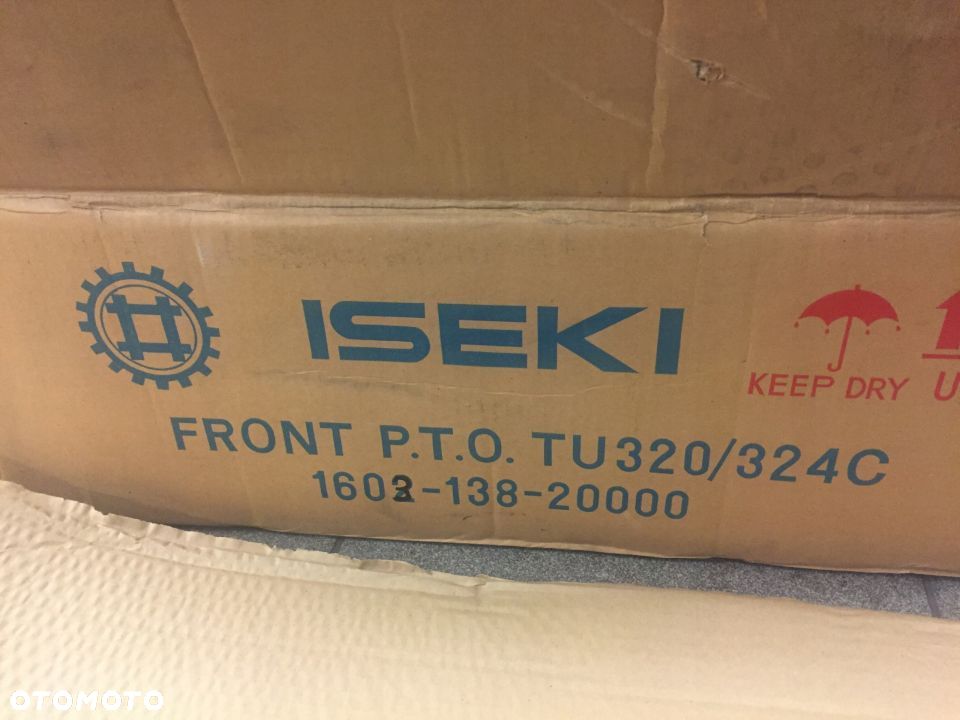 ISEKI
KEEP DRY
U
FRONT P.T.O. TU320/324C
1602-138-20000
OTOMOTO